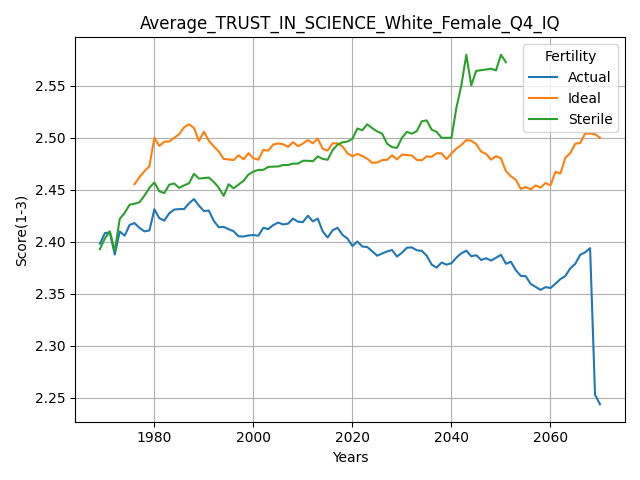 Average_TRUST_IN_SCIENCE_White_Female_Q4_IQ
Fertility
Actual
Ideal
Sterile
Score(1-3)
2.55
2.50
2.45
2.40
2.35
2.30
2.25
1980 2000 2020 2040 2060
Years